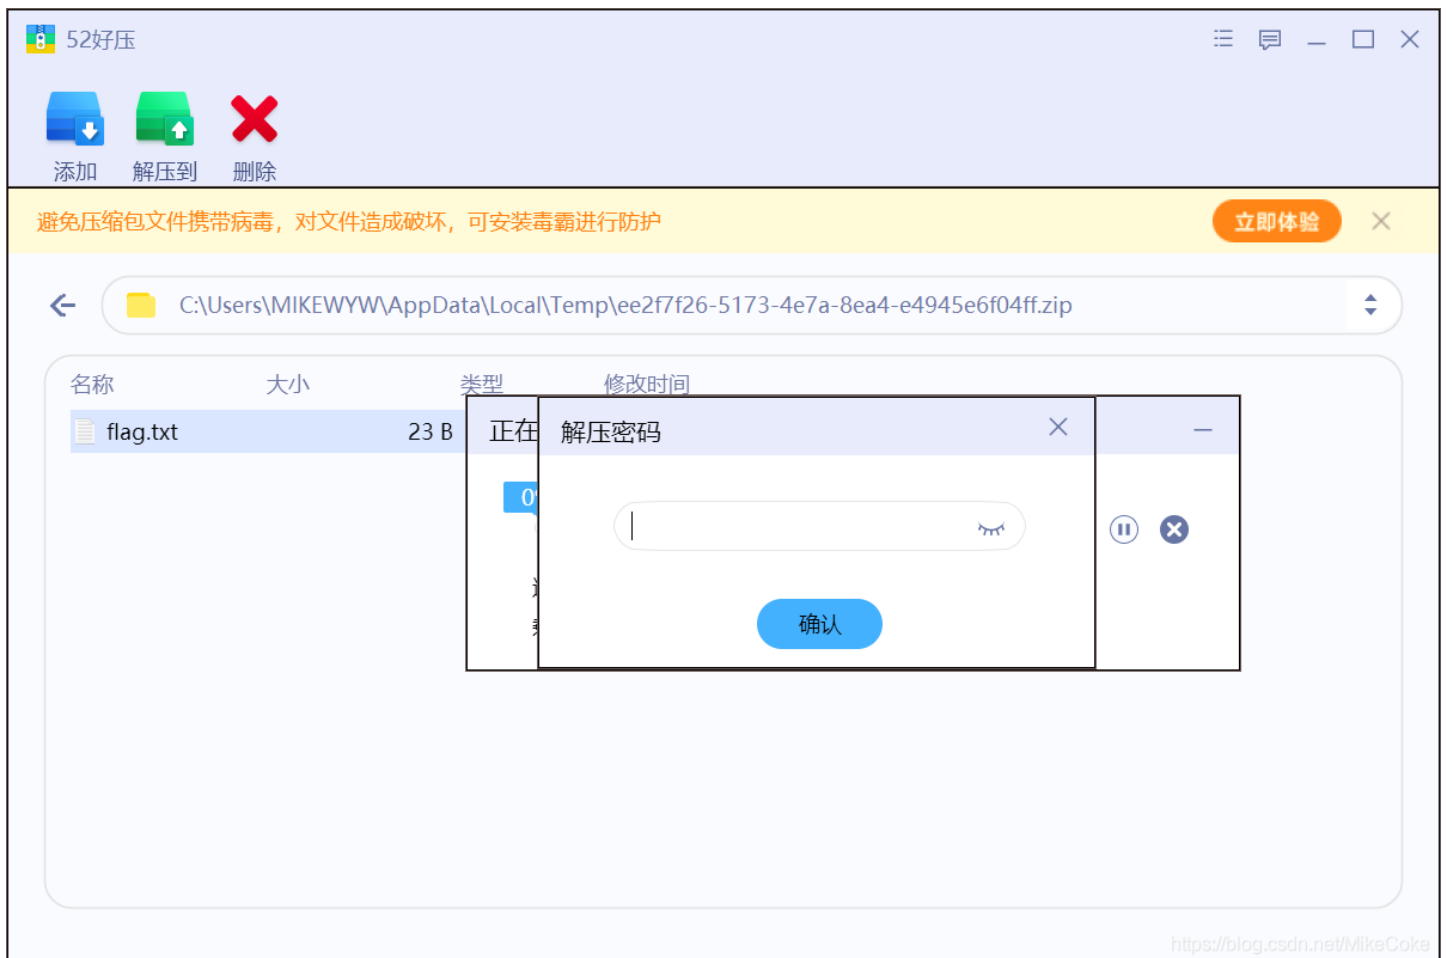 52好压
添加 解压到 删除
避免压缩包文件携带病毒，对文件造成破坏，可安装毒霸进行防护 立即体验
C:\Users\MIKEWYW\AppData\Local\Temp\ee2f7f26-5173-4e7a-8ea4-e4945e6f04ff.zip
名称 大小 类型 修改时间
flag.txt 23 B
正在
解压密码
0
确认
https://blog.csdn.net/MikeCoke